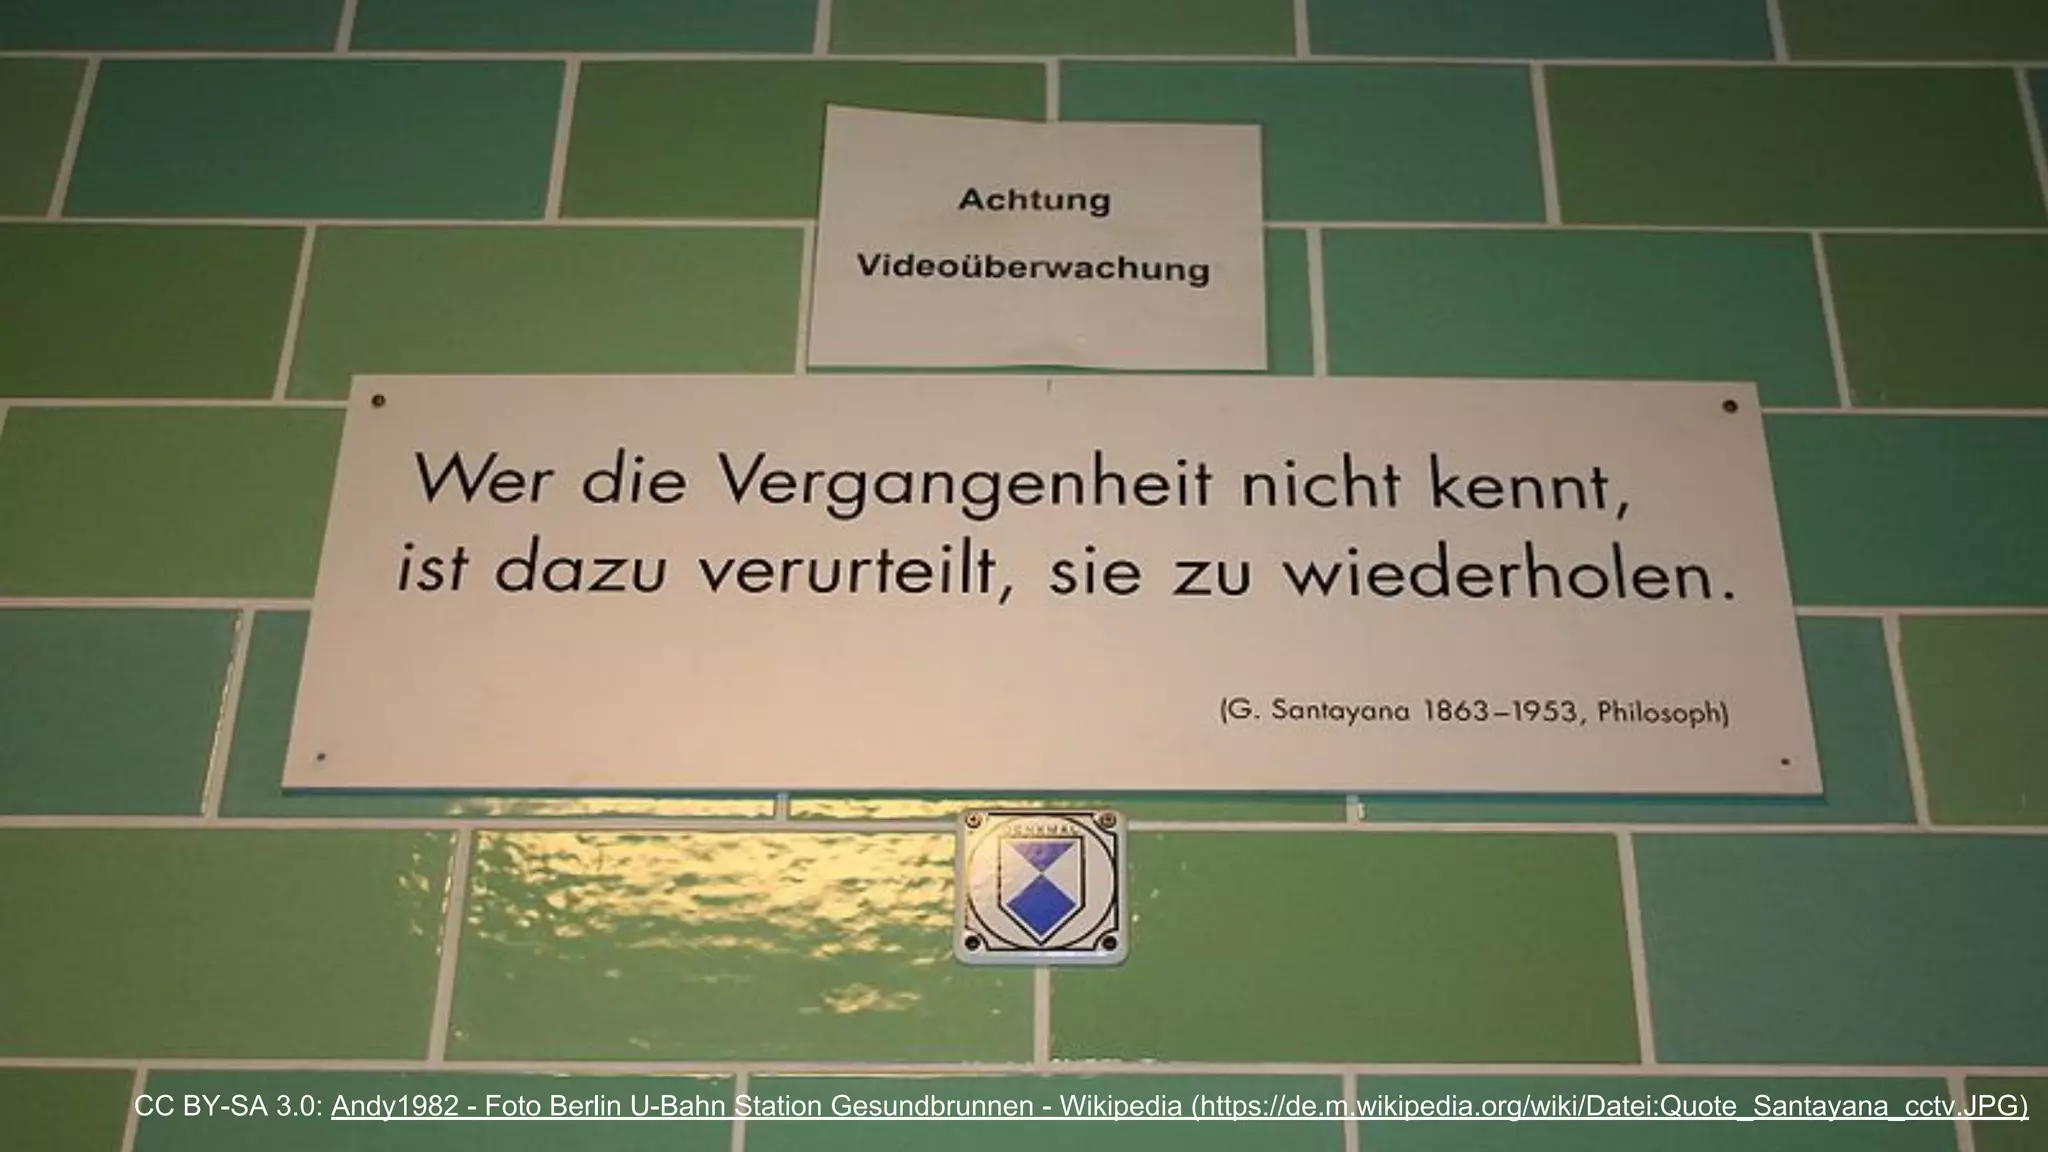 Achtung
Videoüberwachung
Wer die Vergangenheit nicht kennt,
ist dazu verurteilt, sie zu wiederholen.
(G. Santayana 1863–1953, Philosoph)
DENKMAL
CC BY-SA 3.0: Andy1982 - Foto Berlin U-Bahn Station Gesundbrunnen - Wikipedia (https://de.m.wikipedia.org/wiki/Datei:Quote_Santayana_cctv.JPG)